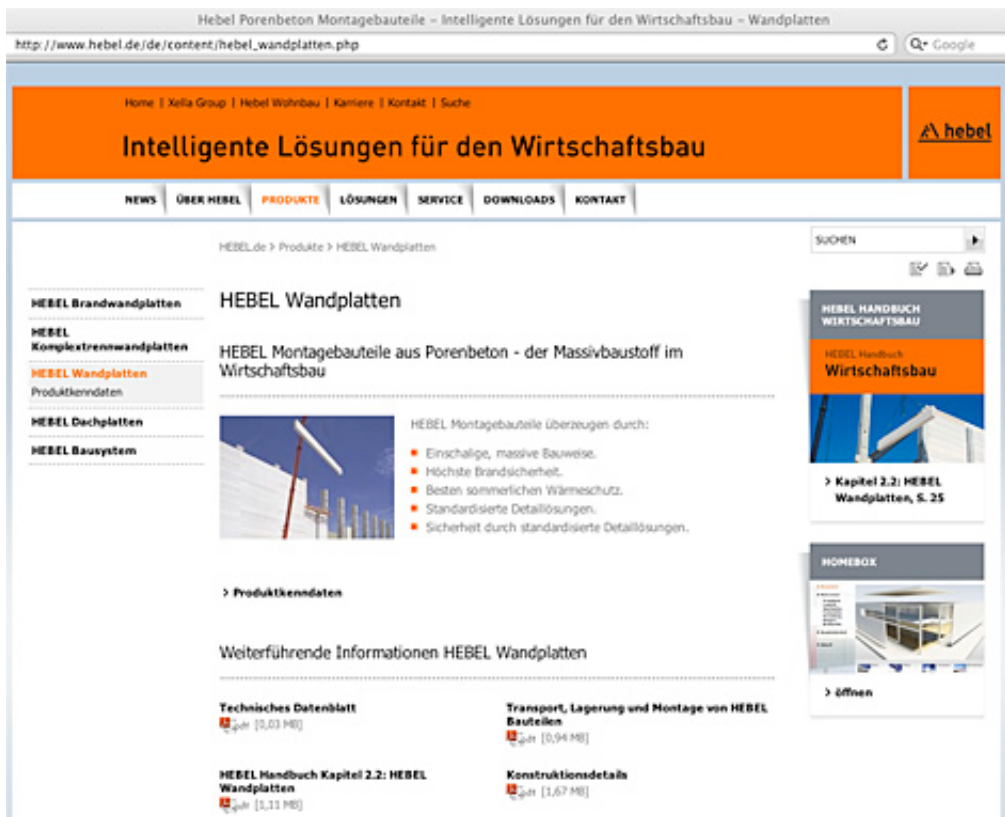 Hebel Porenbeton Montagebauteile – Intelligente Lösungen für den Wirtschaftsbau – Wandplatten
http://www.hebel.de/de/content/hebel_wandplatten.php
Google
Home | Xella Group | Hebel Wohnbau | Karriere | Kontakt | Suche
Intelligente Lösungen für den Wirtschaftsbau
hebel
NEWS ÜBER HEBEL PRODUKTE LÖSUNGEN SERVICE DOWNLOADS KONTAKT
HEBEL.de > Produkte > HEBEL Wandplatten
SUCHEN
HEBEL Brandwandplatten
HEBEL
Komplextrennwandplatten
HEBEL Wandplatten
Produktkenndaten
HEBEL Dachplatten
HEBEL Bausystem
HEBEL Wandplatten
HEBEL Montagebauteile aus Porenbeton - der Massivbaustoff im
Wirtschaftsbau
HEBEL Montagebauteile überzeugen durch:
Einschalige, massive Bauweise.
Höchste Brandsicherheit.
Besten sommerlichen Wärmeschutz.
Standardisierte Detaillösungen.
Sicherheit durch standardisierte Detaillösungen.
> Produktkenndaten
Weiterführende Informationen HEBEL Wandplatten
Technisches Datenblatt
pdf [0,03 MB]
Transport, Lagerung und Montage von HEBEL
Bauteilen
pdf [0,94 MB]
HEBEL Handbuch Kapitel 2.2: HEBEL
Wandplatten
pdf [1,11 MB]
Konstruktionsdetails
pdf [1,67 MB]
HEBEL HANDBUCH
WIRTSCHAFTSBAU
HEBEL Handbuch
Wirtschaftsbau
> Kapitel 2.2: HEBEL
Wandplatten, S. 25
HOMEBOX
> öffnen